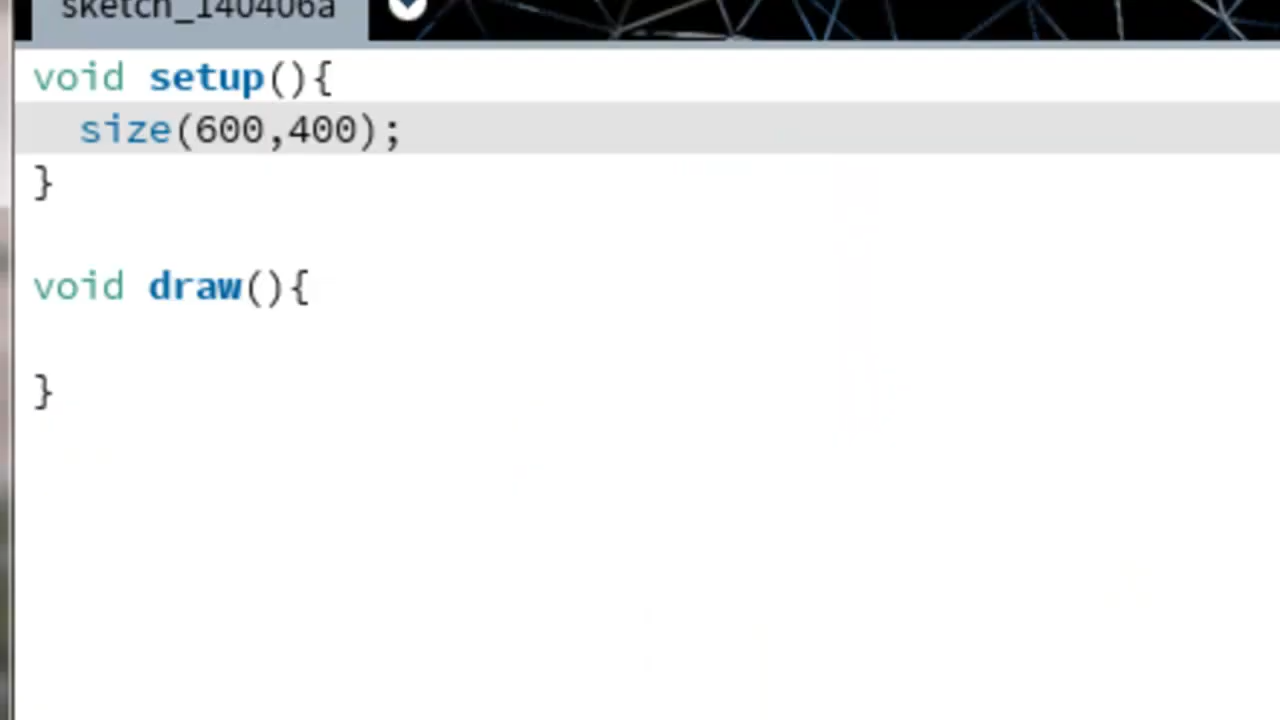 sketch_140406a
void setup(){
  size(600,400);
}
void draw(){
}